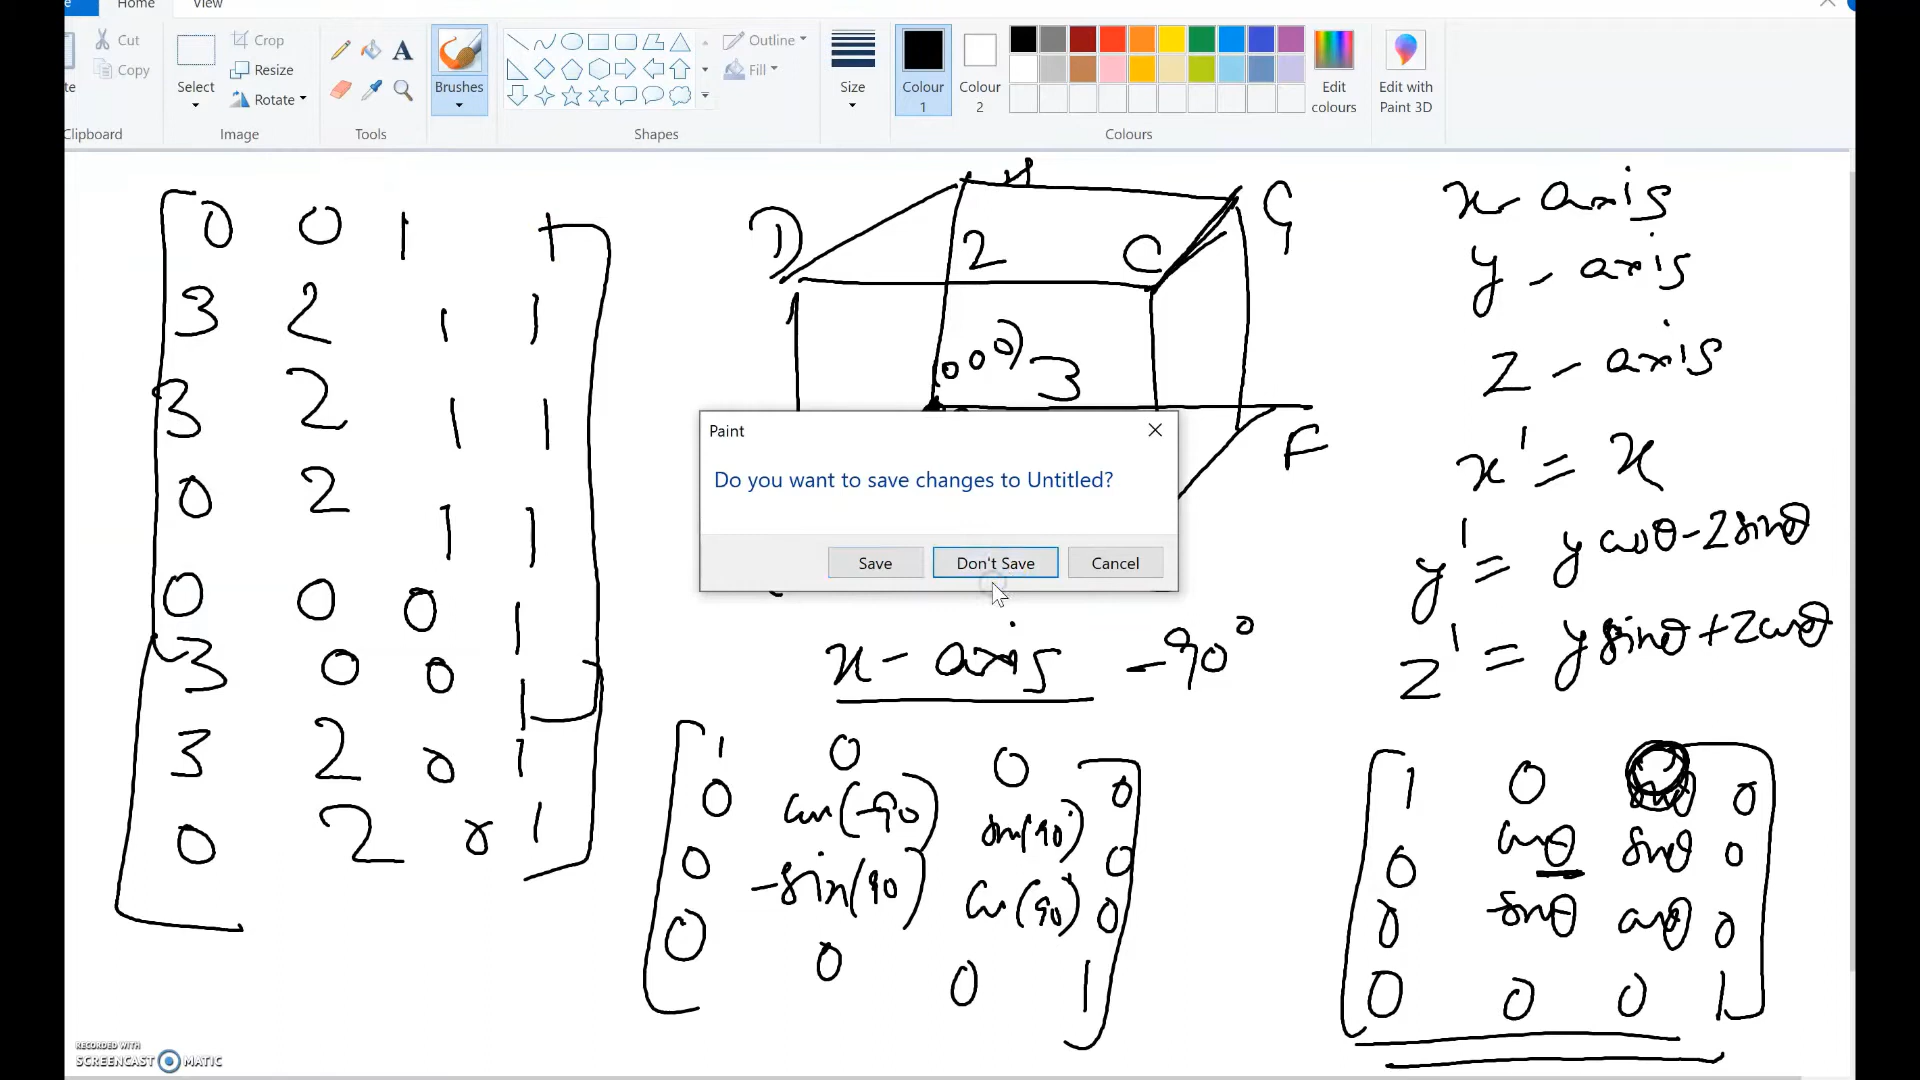 Home View
Cut
Copy
Clipboard
Select
Crop
Resize
Rotate
Image
Tools
Brushes
Shapes
Outline
Fill
Size
Colour 1
Colour 2
Edit colours
Edit with Paint 3D
Colours
0 0 1 1
3 2 1 1
3 2 1 1
0 2 1 1
0 0 0 1
3 0 0 1
3 2 0 1
0 2 0 1
H
D 2 C G
(0 0 0) 3
F
Paint
Do you want to save changes to Untitled?
Save Don't Save Cancel
x - axis -90°
1 0 0 0
0 cos(-90) sin(90) 0
0 -sin(90) cos(90) 0
0 0 0 1
x - axis
y - axis
z - axis
x' = x
y' = y cosθ - z sinθ
z' = y sinθ + z cosθ
1 0 0
0 cosθ sinθ 0
0 -sinθ cosθ 0
0 0 0 1
RECORDED WITH
SCREENCAST MATIC